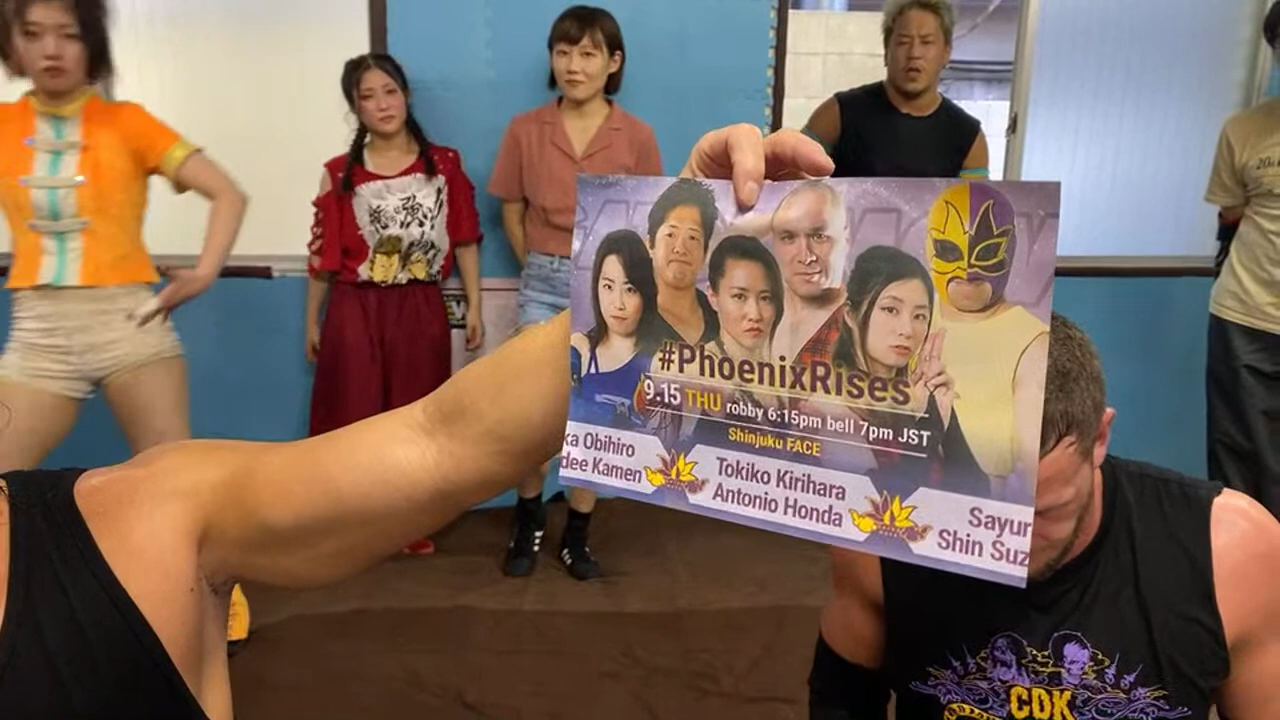 #PhoenixRises
9.15 THU robby 6:15pm bell 7pm JST
Shinjuku FACE
ka Obihiro
dee Kamen
Tokiko Kirihara
Antonio Honda
Sayur
Shin Suz
CDK